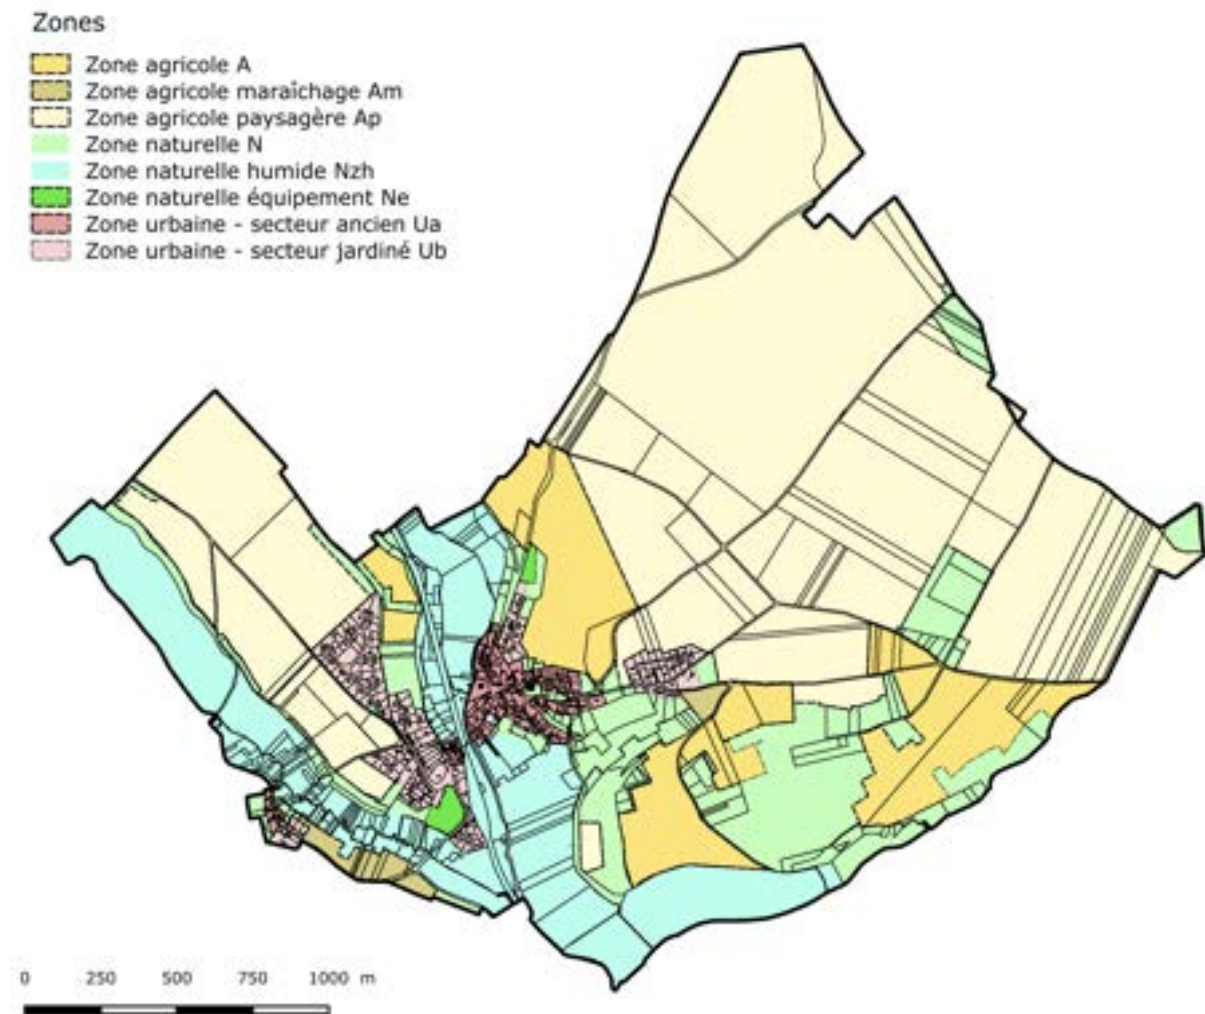 Zones
Zone agricole A
Zone agricole maraîchage Am
Zone agricole paysagère Ap
Zone naturelle N
Zone naturelle humide Nzh
Zone naturelle équipement Ne
Zone urbaine - secteur ancien Ua
Zone urbaine - secteur jardiné Ub
0 250 500 750 1000 m